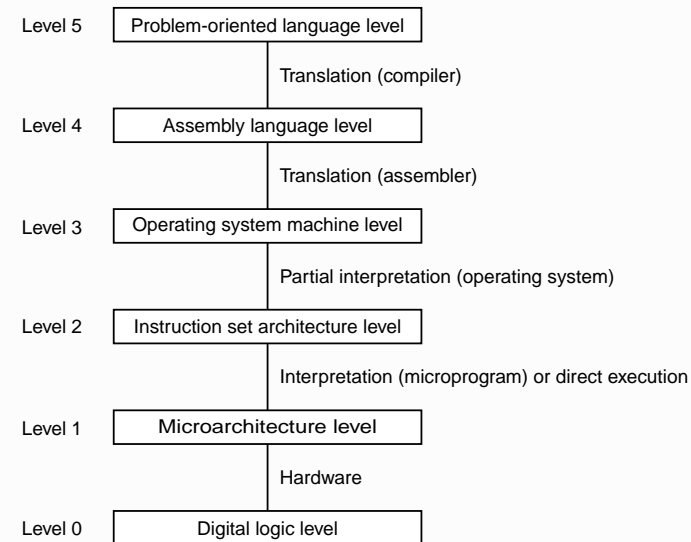 Level 5 Problem-oriented language level
Translation (compiler)
Level 4 Assembly language level
Translation (assembler)
Level 3 Operating system machine level
Partial interpretation (operating system)
Level 2 Instruction set architecture level
Interpretation (microprogram) or direct execution
Level 1 Microarchitecture level
Hardware
Level 0 Digital logic level